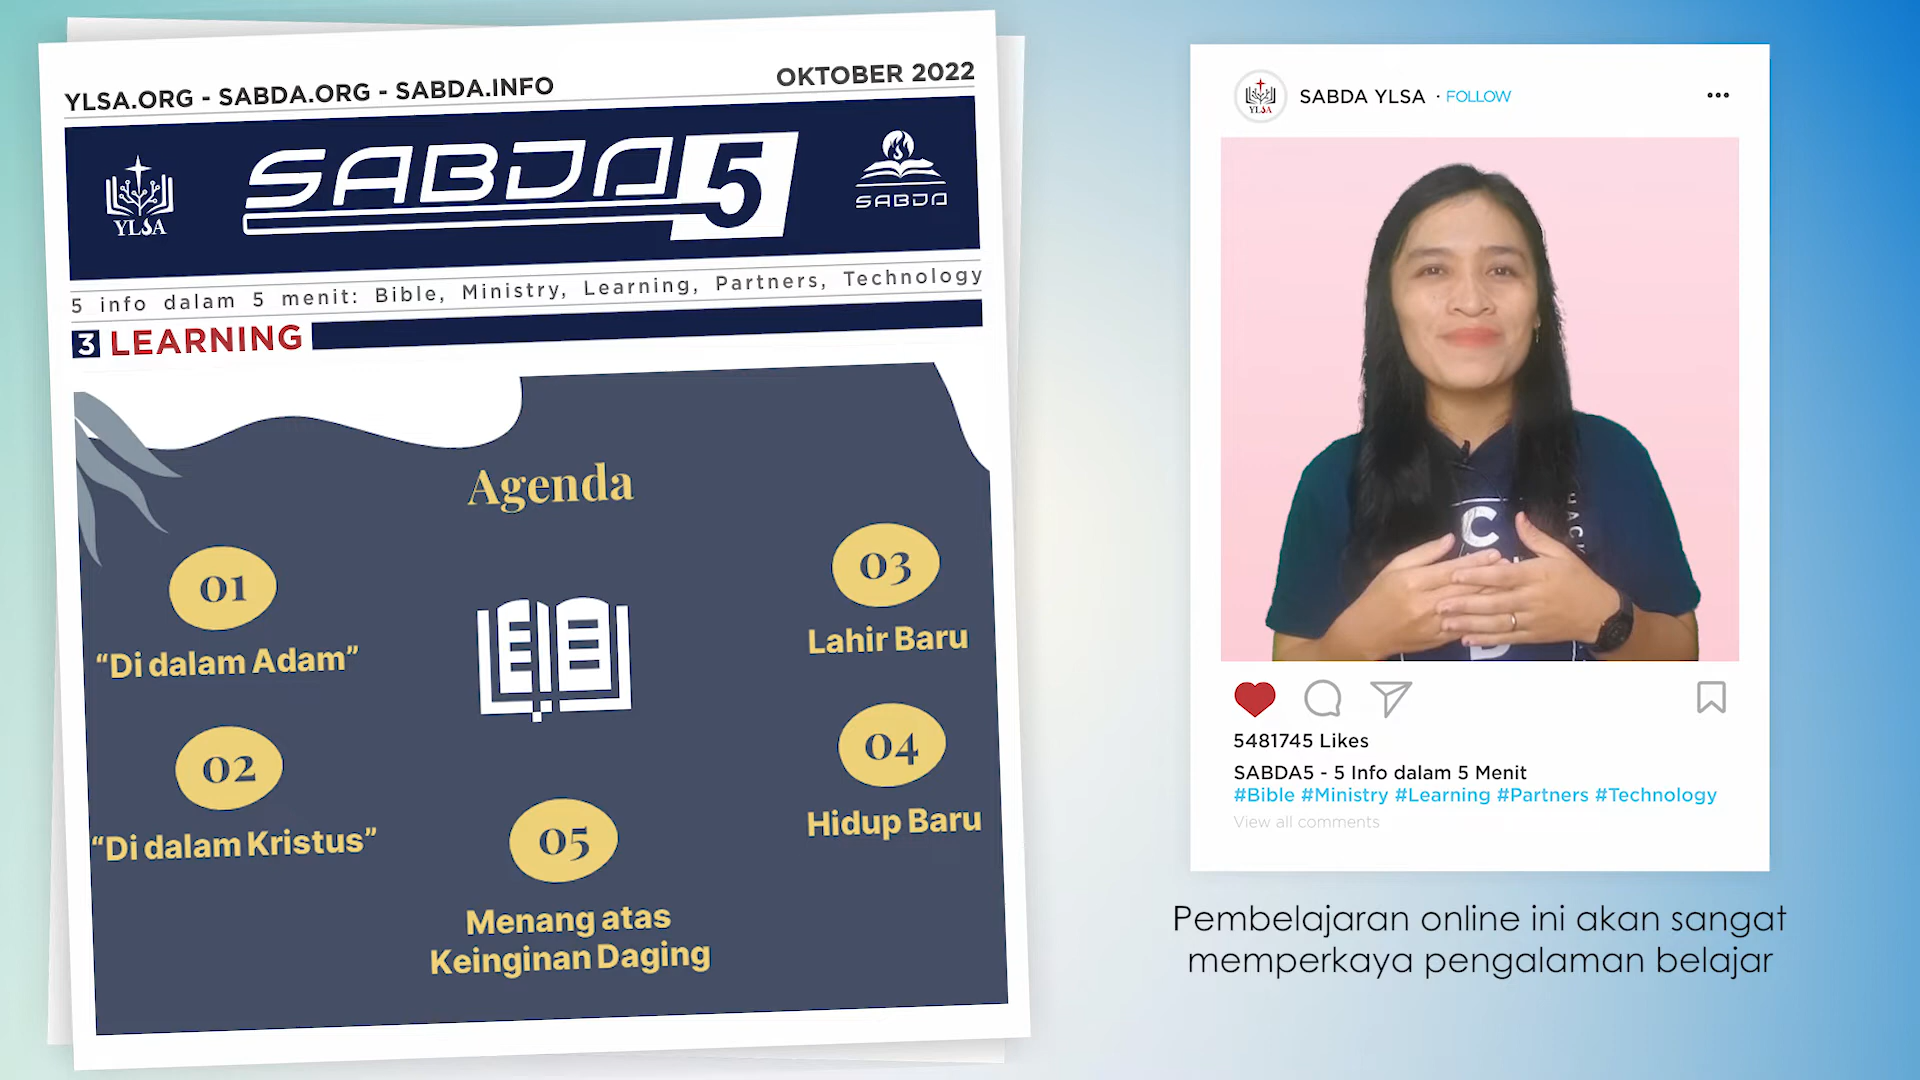 YLSA.ORG - SABDA.ORG - SABDA.INFO
OKTOBER 2022
YLSA
SABDA5
SABDA
5 info dalam 5 menit: Bible, Ministry, Learning, Partners, Technology
3 LEARNING
Agenda
01
“Di dalam Adam”
02
“Di dalam Kristus”
03
Lahir Baru
04
Hidup Baru
05
Menang atas
Keinginan Daging
YLSA
SABDA YLSA · FOLLOW
C
HACK
D
5481745 Likes
SABDA5 - 5 Info dalam 5 Menit
#Bible #Ministry #Learning #Partners #Technology
View all comments
Pembelajaran online ini akan sangat
memperkaya pengalaman belajar